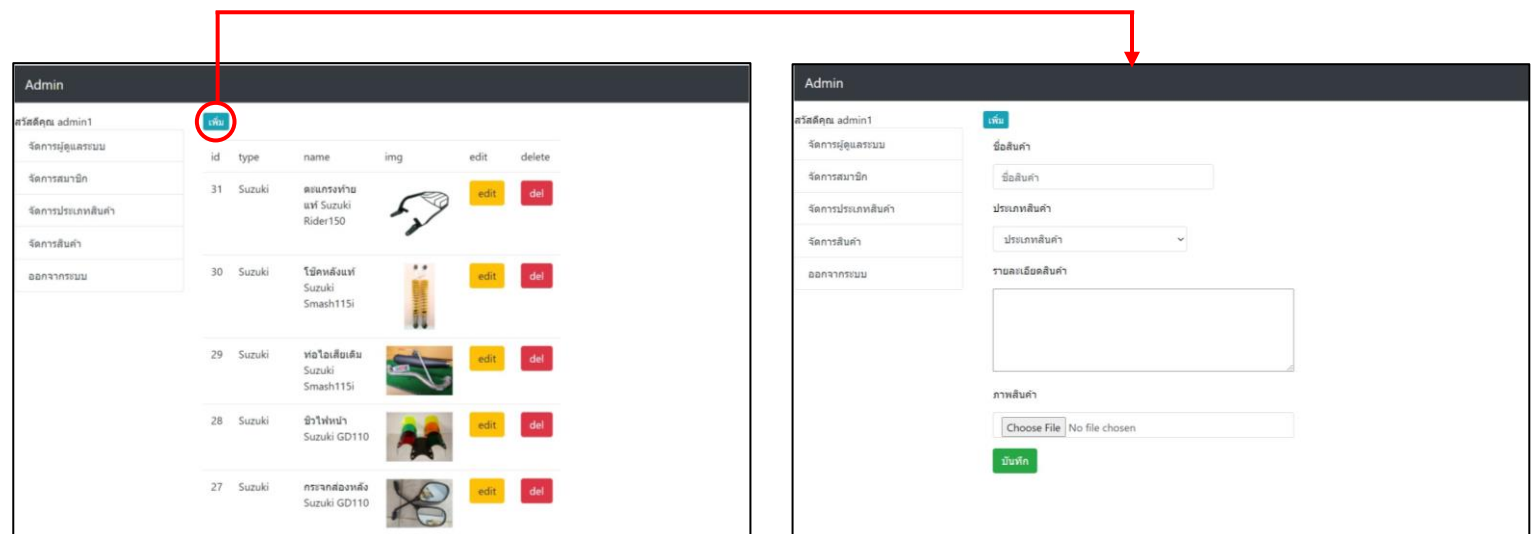 Admin
สวัสดีคุณ admin1
จัดการผู้ดูแลระบบ
จัดการสมาชิก
จัดการประเภทสินค้า
จัดการสินค้า
ออกจากระบบ
เพิ่ม
id type name img edit delete
31 Suzuki ตะแกรงท้าย edit del
แท้ Suzuki
Rider150
30 Suzuki โช้คหลังแท้ edit del
Suzuki
Smash115i
29 Suzuki ท่อไอเสียเดิม edit del
Suzuki
Smash115i
28 Suzuki ชิวไฟหน้า edit del
Suzuki GD110
27 Suzuki กระจกส่องหลัง edit del
Suzuki GD110
Admin
สวัสดีคุณ admin1
จัดการผู้ดูแลระบบ
จัดการสมาชิก
จัดการประเภทสินค้า
จัดการสินค้า
ออกจากระบบ
เพิ่ม
ชื่อสินค้า
ชื่อสินค้า
ประเภทสินค้า
ประเภทสินค้า
รายละเอียดสินค้า
ภาพสินค้า
Choose File No file chosen
บันทึก